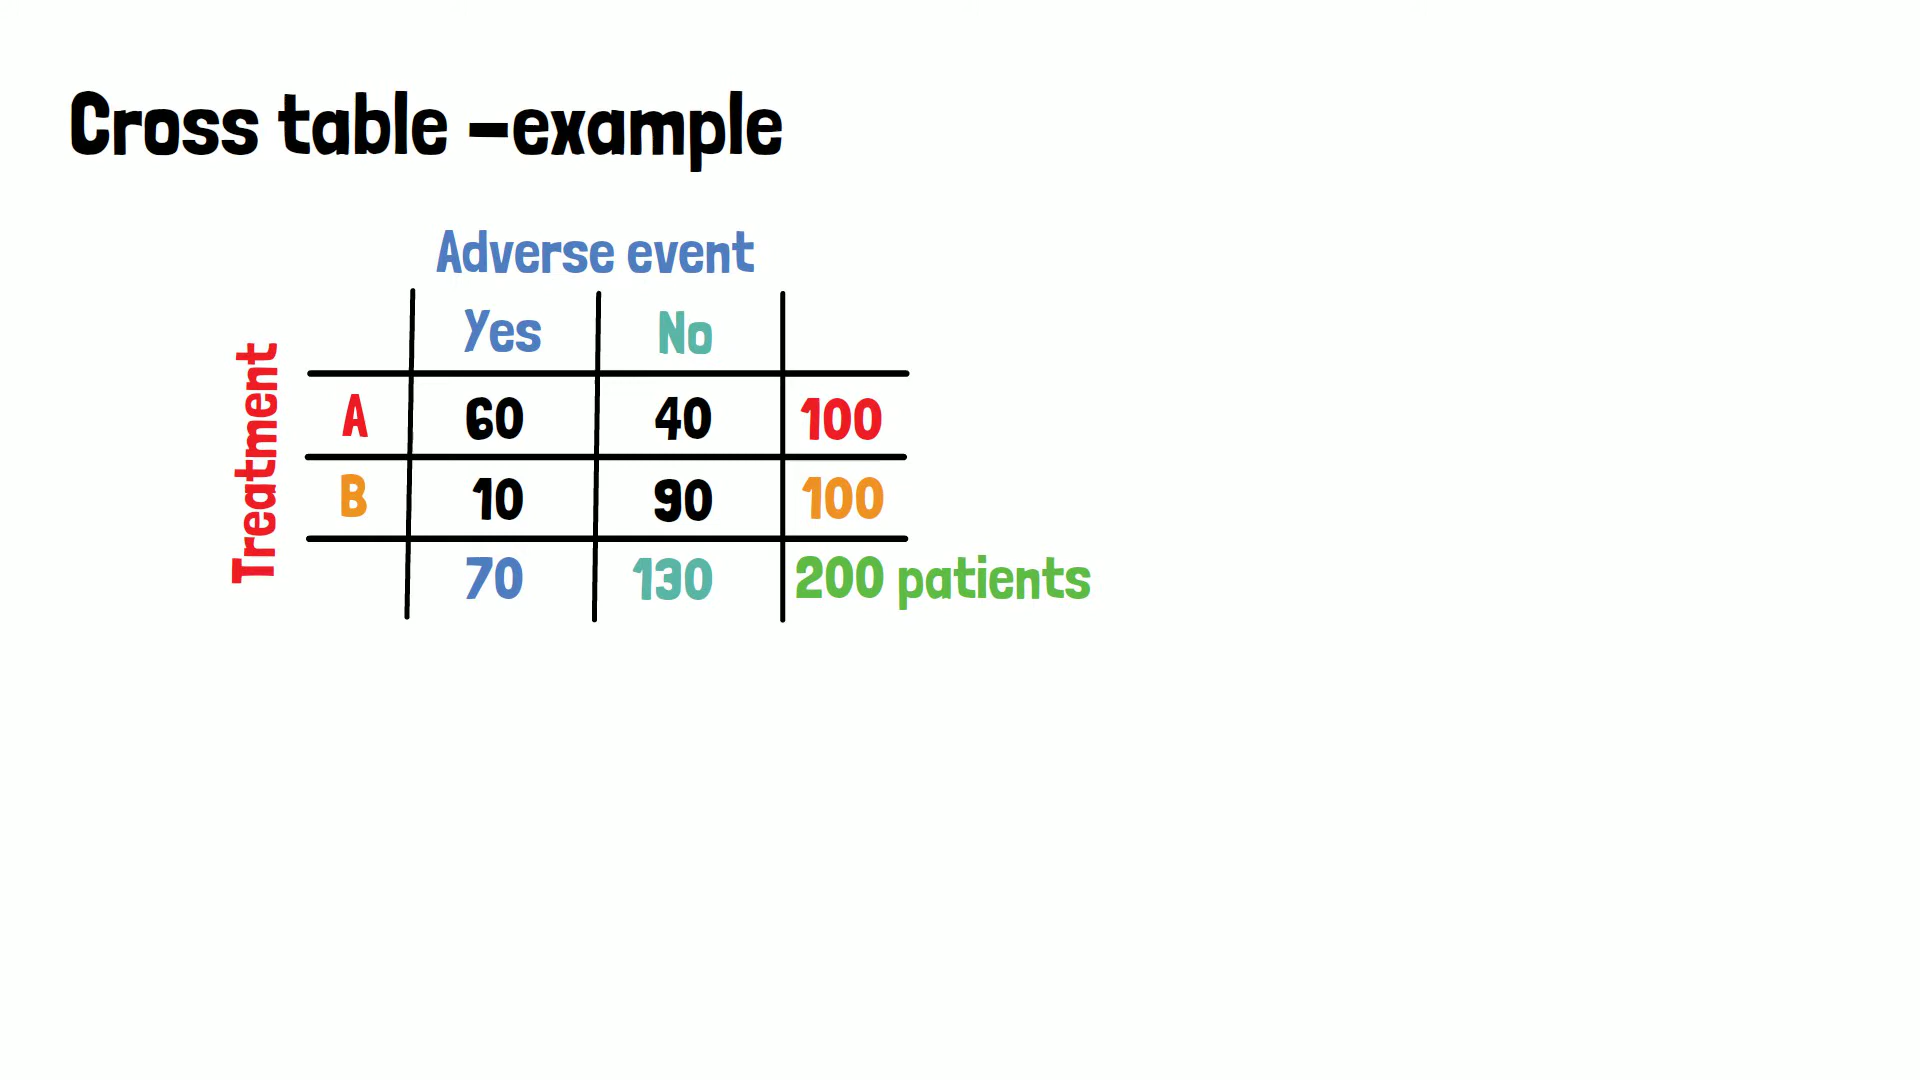 Cross table -example
Adverse event
Yes No
Treatment
A 60 40 100
B 10 90 100
70 130 200 patients